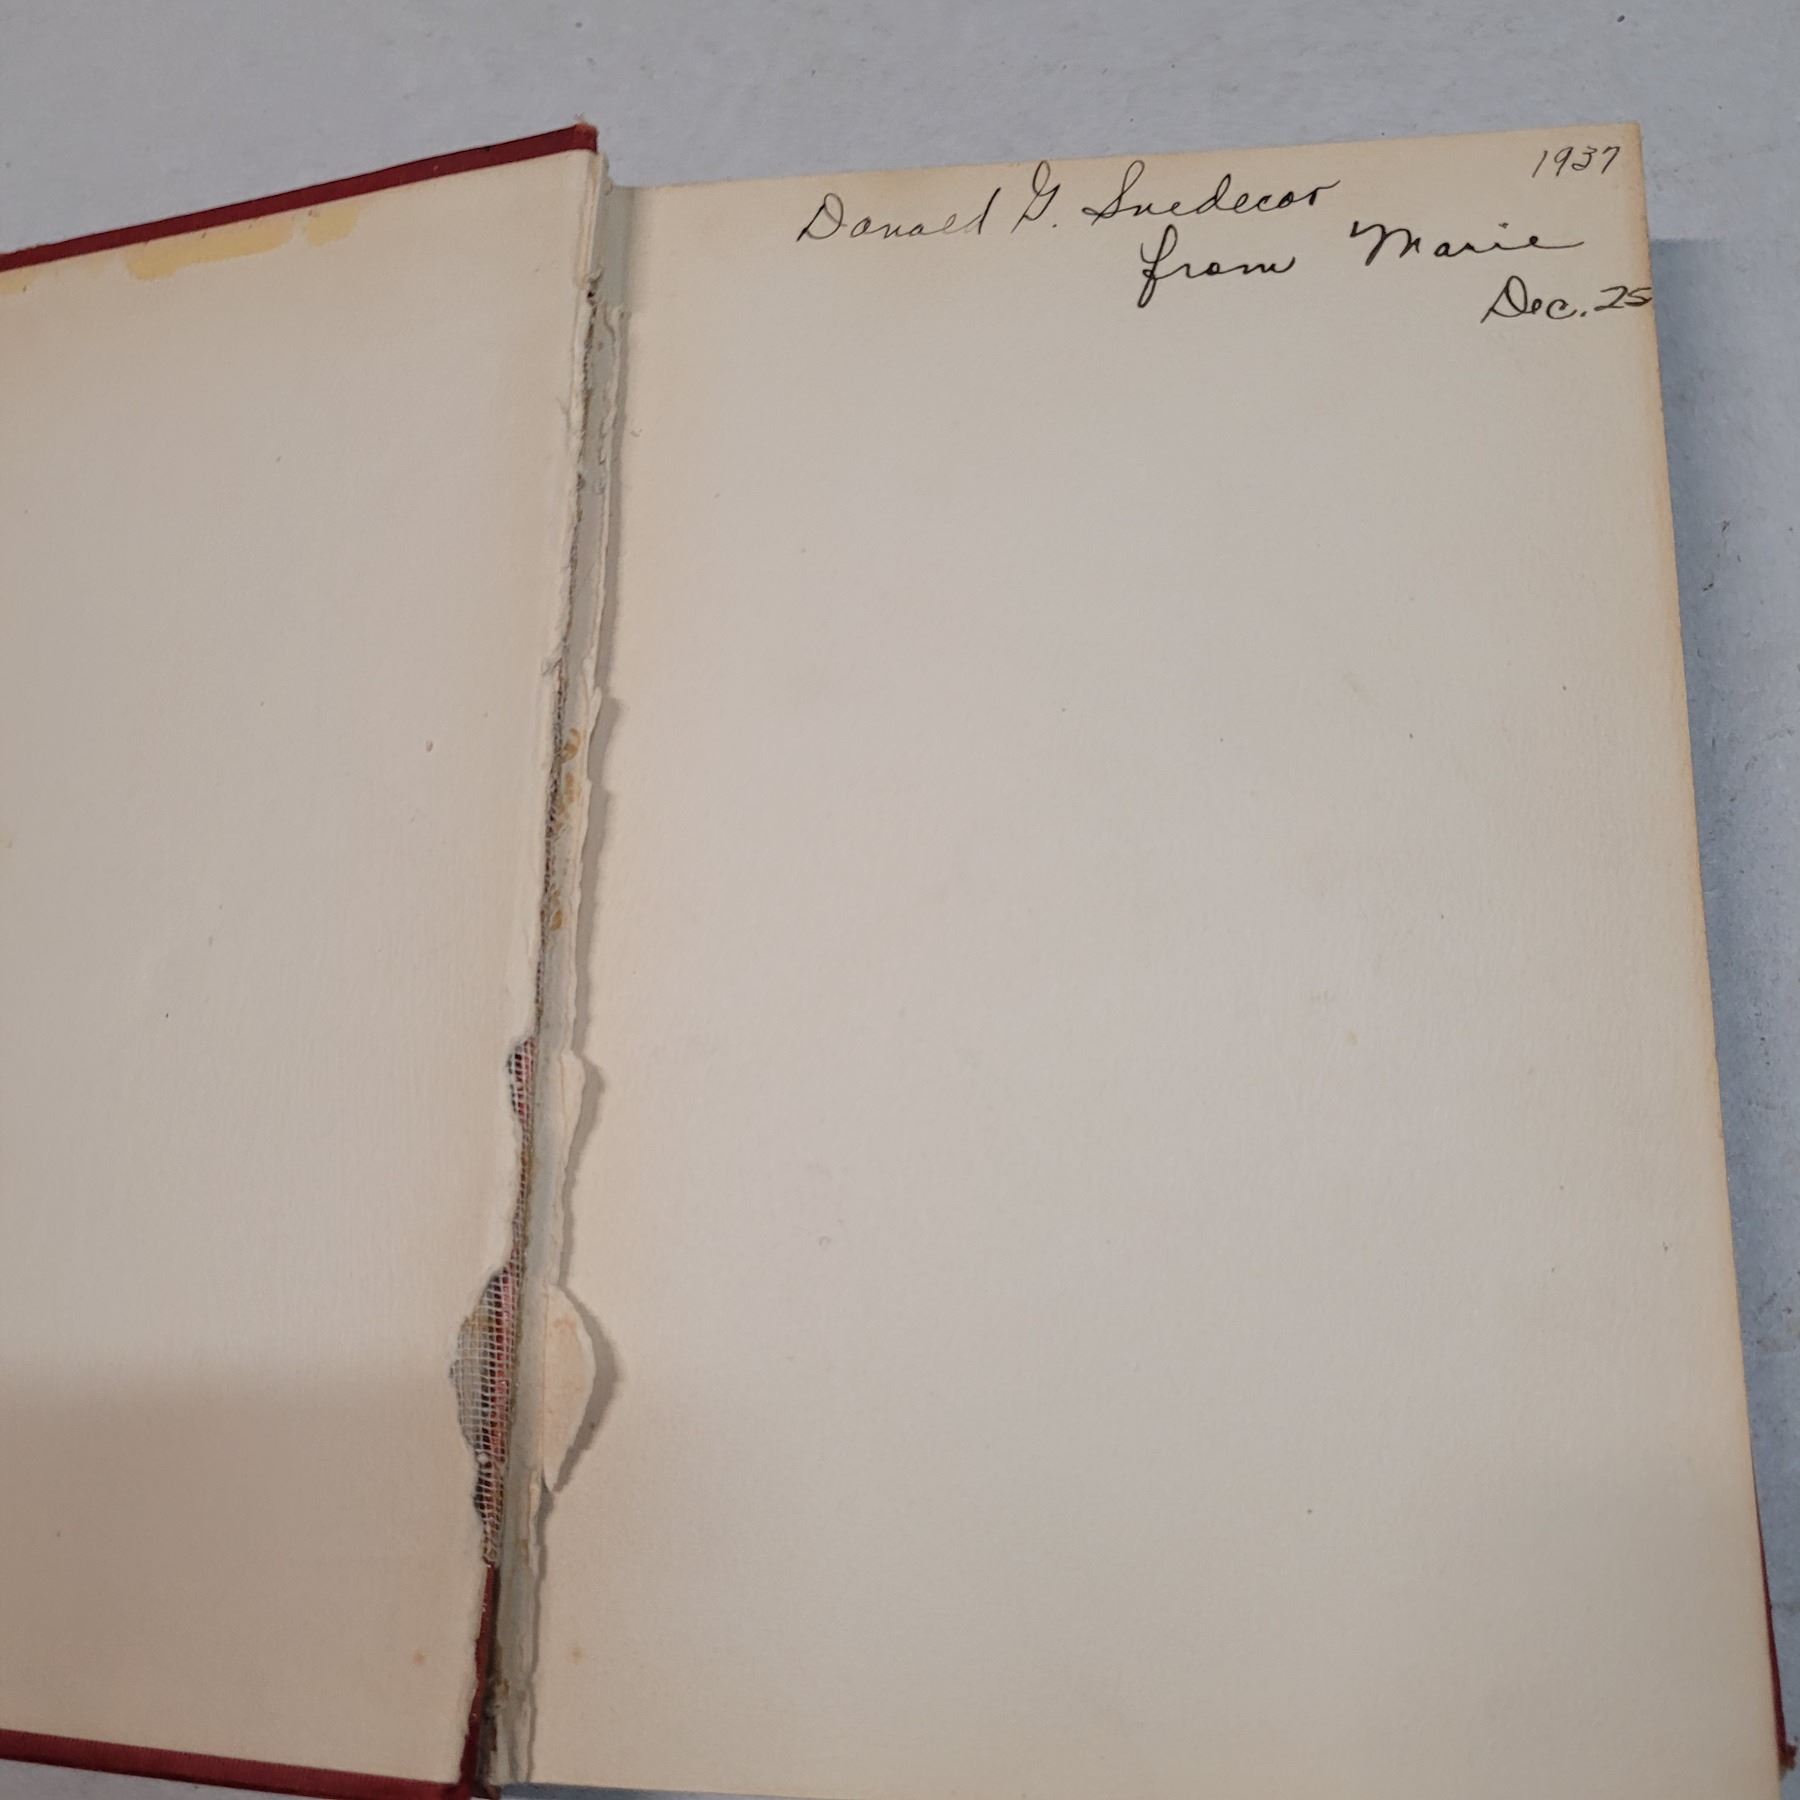 1937
Donald G. Snedecor
from Marie
Dec. 25